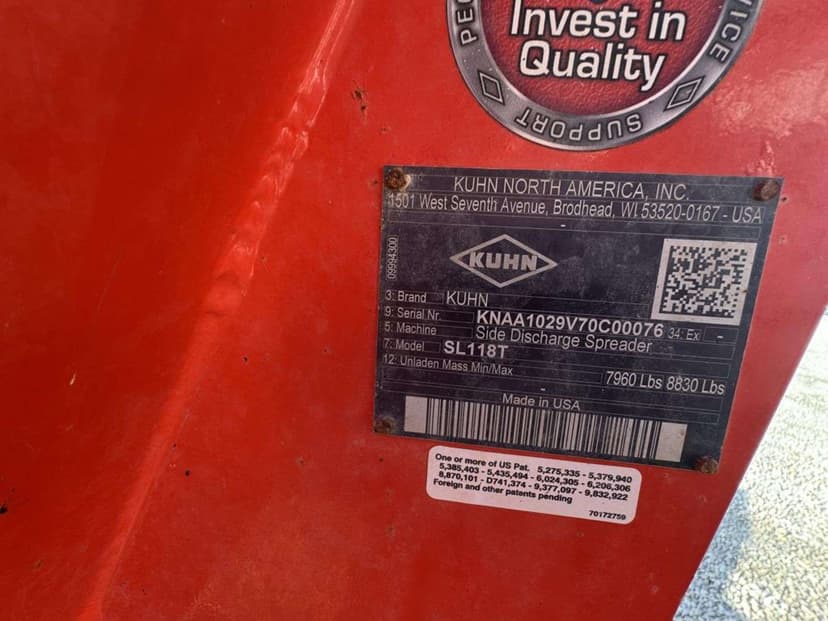 Invest in
Quality
SERVICE
SUPPORT
KUHN NORTH AMERICA, INC.
1501 West Seventh Avenue, Brodhead, WI 53520-0167 - USA
09994300
KUHN
3: Brand KUHN
9: Serial Nr. KNAA1029V70C00076 34: Ex -
5: Machine Side Discharge Spreader
7: Model SL118T
12: Unladen Mass Min/Max - 7960 Lbs 8830 Lbs
Made in USA
One or more of US Pat. 5,275,335 - 5,379,940
5,385,403 - 5,435,494 - 6,024,305 - 6,206,306
8,870,101 - D741,374 - 9,377,097 - 9,832,922
Foreign and other patents pending
70172759